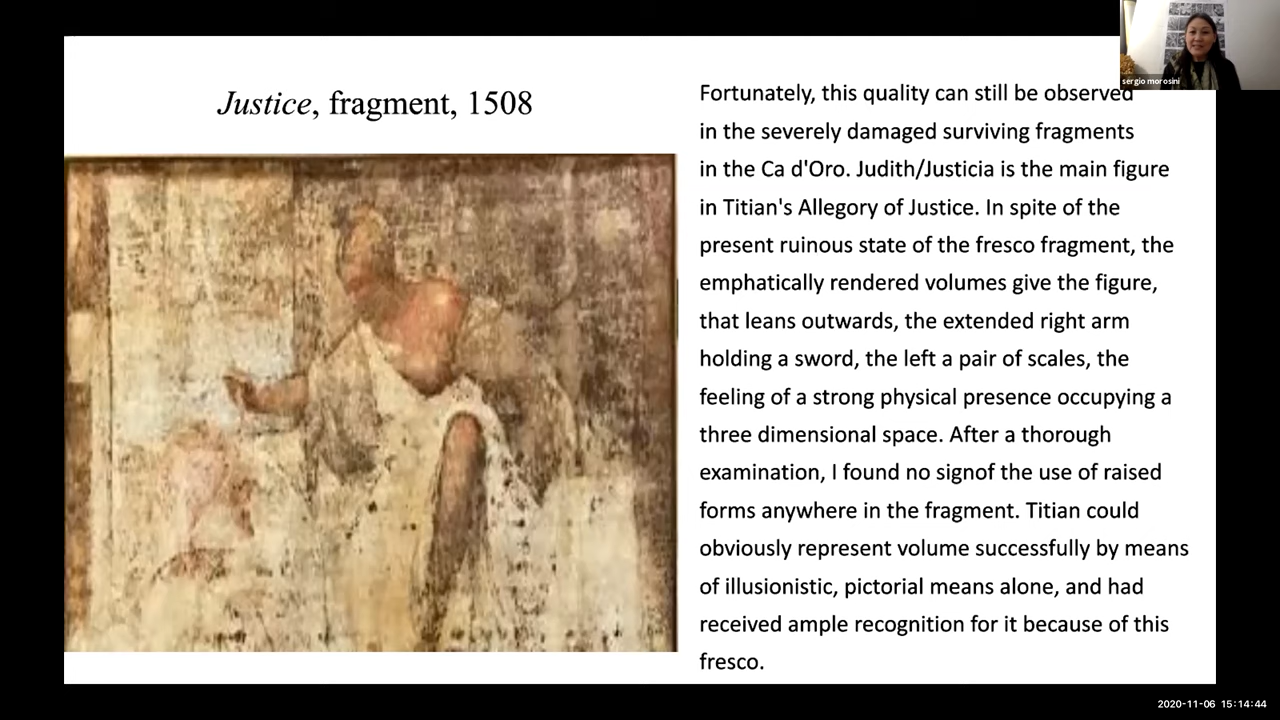 sergio morosini
Justice, fragment, 1508
Fortunately, this quality can still be observed
in the severely damaged surviving fragments
in the Ca d'Oro. Judith/Justicia is the main figure
in Titian's Allegory of Justice. In spite of the
present ruinous state of the fresco fragment, the
emphatically rendered volumes give the figure,
that leans outwards, the extended right arm
holding a sword, the left a pair of scales, the
feeling of a strong physical presence occupying a
three dimensional space. After a thorough
examination, I found no signof the use of raised
forms anywhere in the fragment. Titian could
obviously represent volume successfully by means
of illusionistic, pictorial means alone, and had
received ample recognition for it because of this
fresco.
2020-11-06 15:14:44